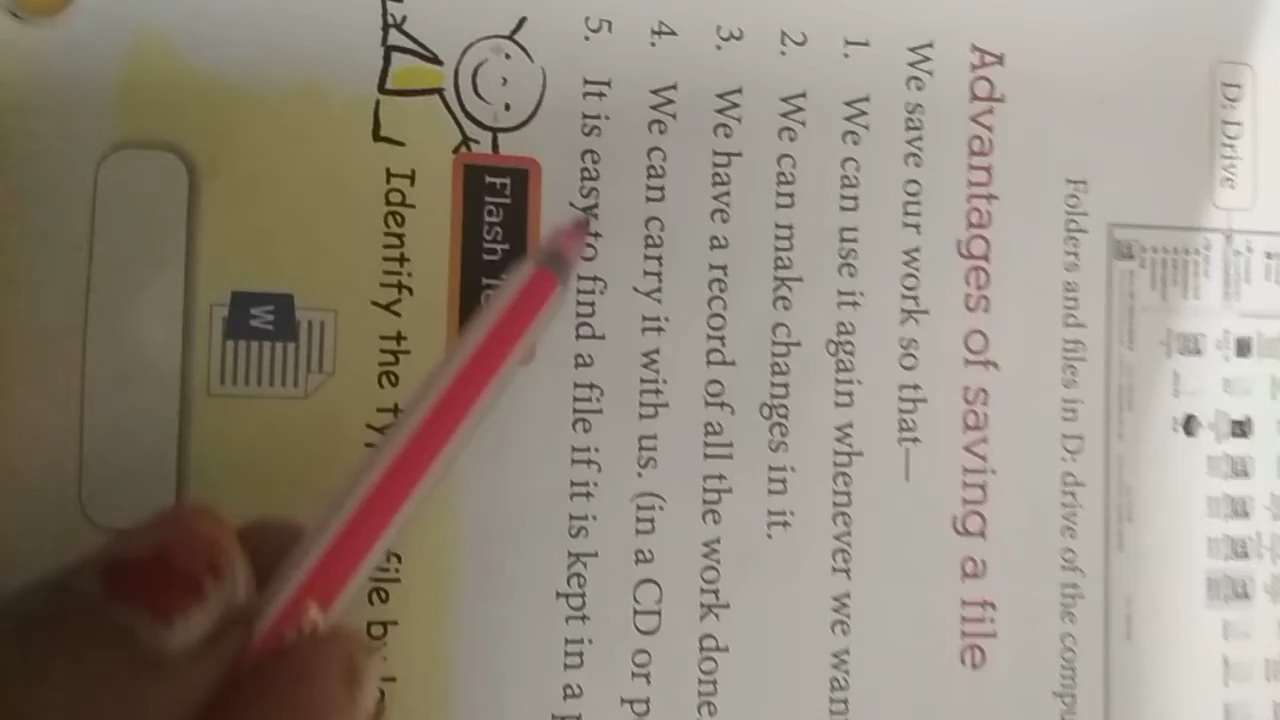 D: Drive
Folders and files in D: drive of the compu
Advantages of saving a file
We save our work so that—
1. We can use it again whenever we wan
2. We can make changes in it.
3. We have a record of all the work done.
4. We can carry it with us. (in a CD or p
5. It is easy to find a file if it is kept in a
Flash
Identify the file
W